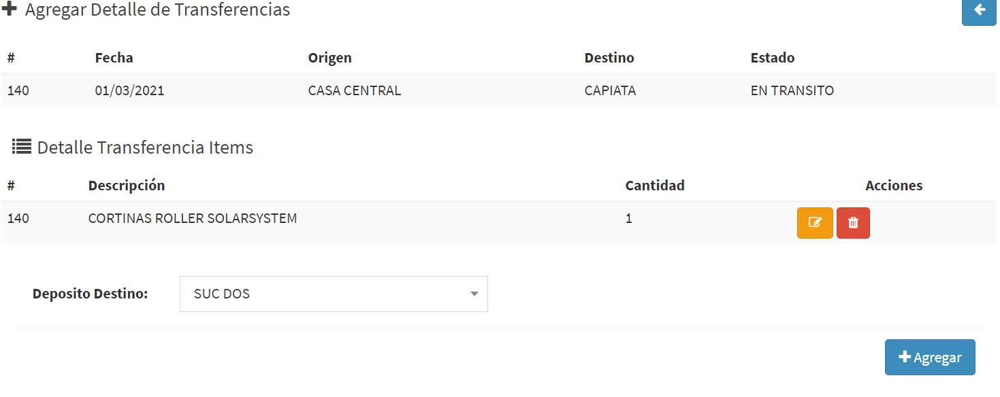 Agregar Detalle de Transferencias
# Fecha Origen Destino Estado
140 01/03/2021 CASA CENTRAL CAPIATA EN TRANSITO
Detalle Transferencia Items
# Descripción Cantidad Acciones
140 CORTINAS ROLLER SOLARSYSTEM 1
Deposito Destino: SUC DOS
Agregar